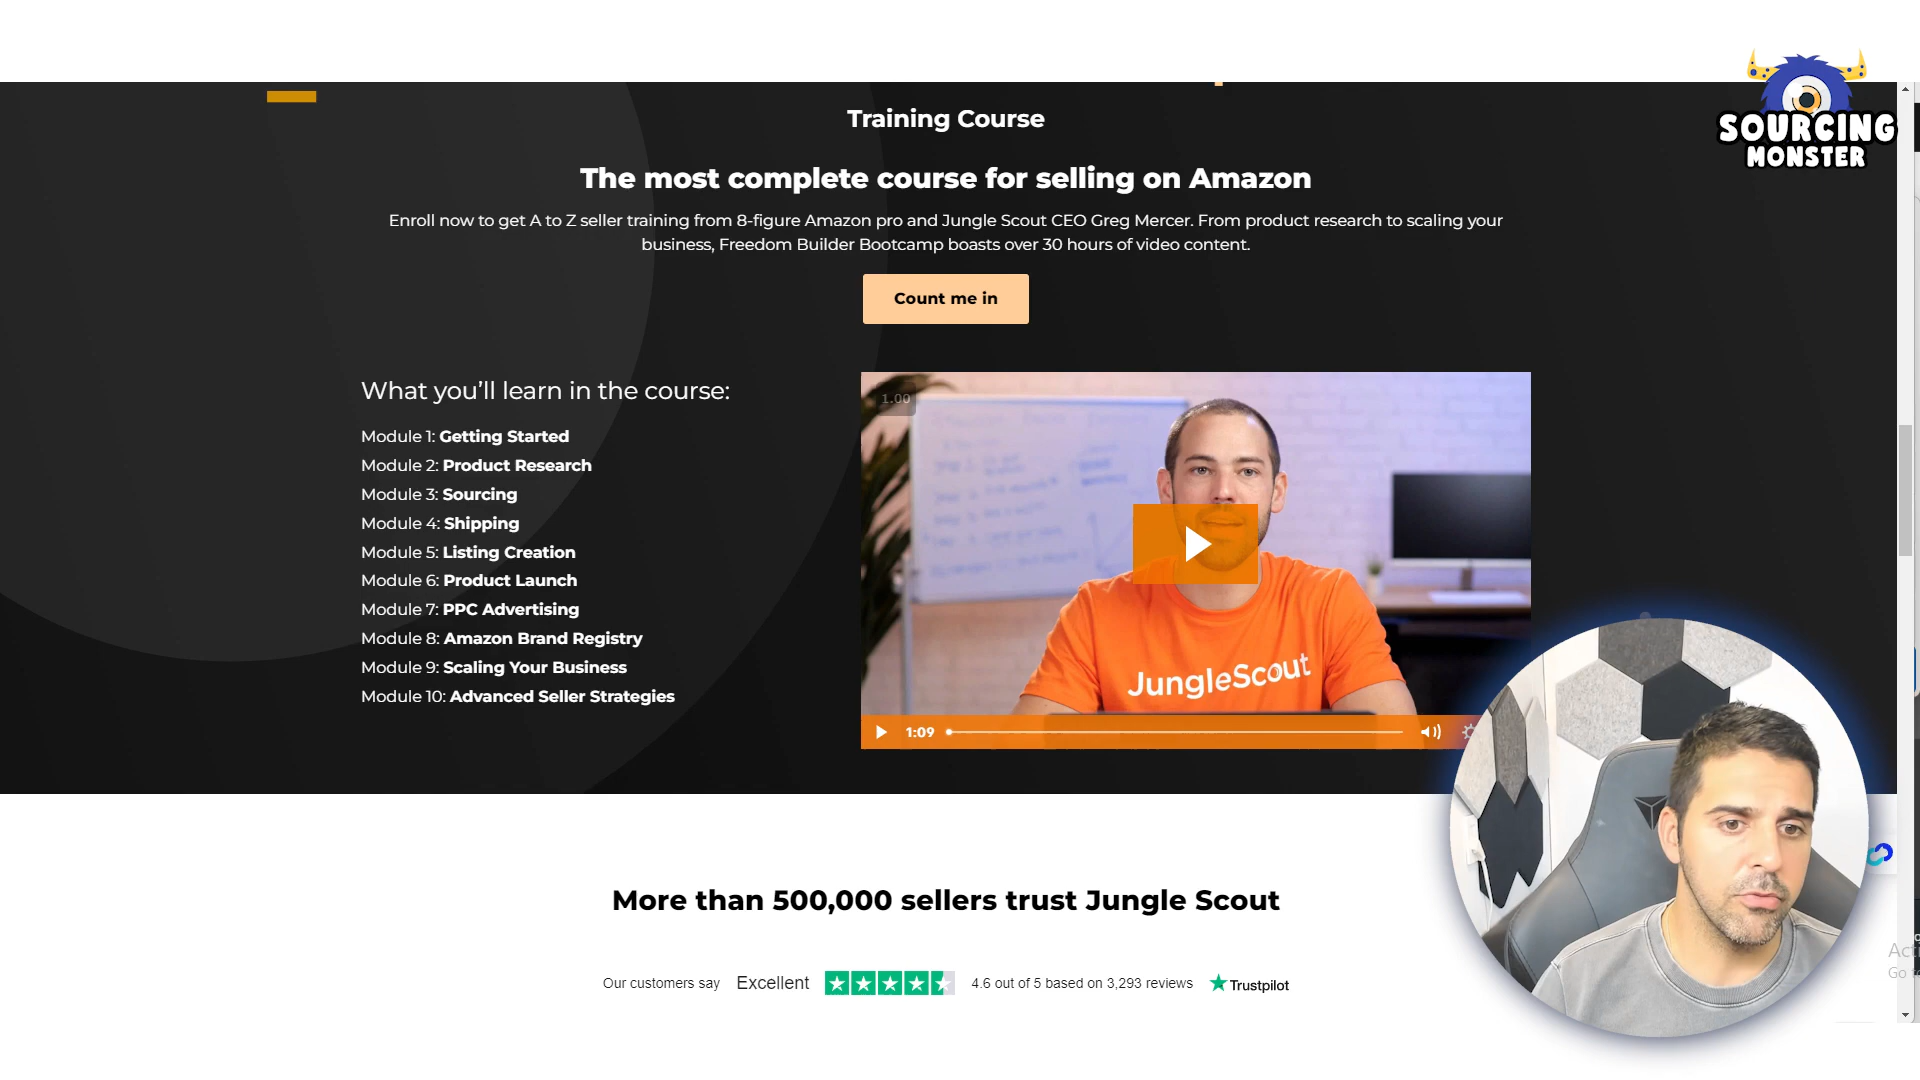 SOURCING
MONSTER
Training Course
The most complete course for selling on Amazon
Enroll now to get A to Z seller training from 8-figure Amazon pro and Jungle Scout CEO Greg Mercer. From product research to scaling your
business, Freedom Builder Bootcamp boasts over 30 hours of video content.
Count me in
What you’ll learn in the course:
Module 1: Getting Started
Module 2: Product Research
Module 3: Sourcing
Module 4: Shipping
Module 5: Listing Creation
Module 6: Product Launch
Module 7: PPC Advertising
Module 8: Amazon Brand Registry
Module 9: Scaling Your Business
Module 10: Advanced Seller Strategies
1.00
JungleScout
1:09
More than 500,000 sellers trust Jungle Scout
Our customers say Excellent 4.6 out of 5 based on 3,293 reviews Trustpilot
Go